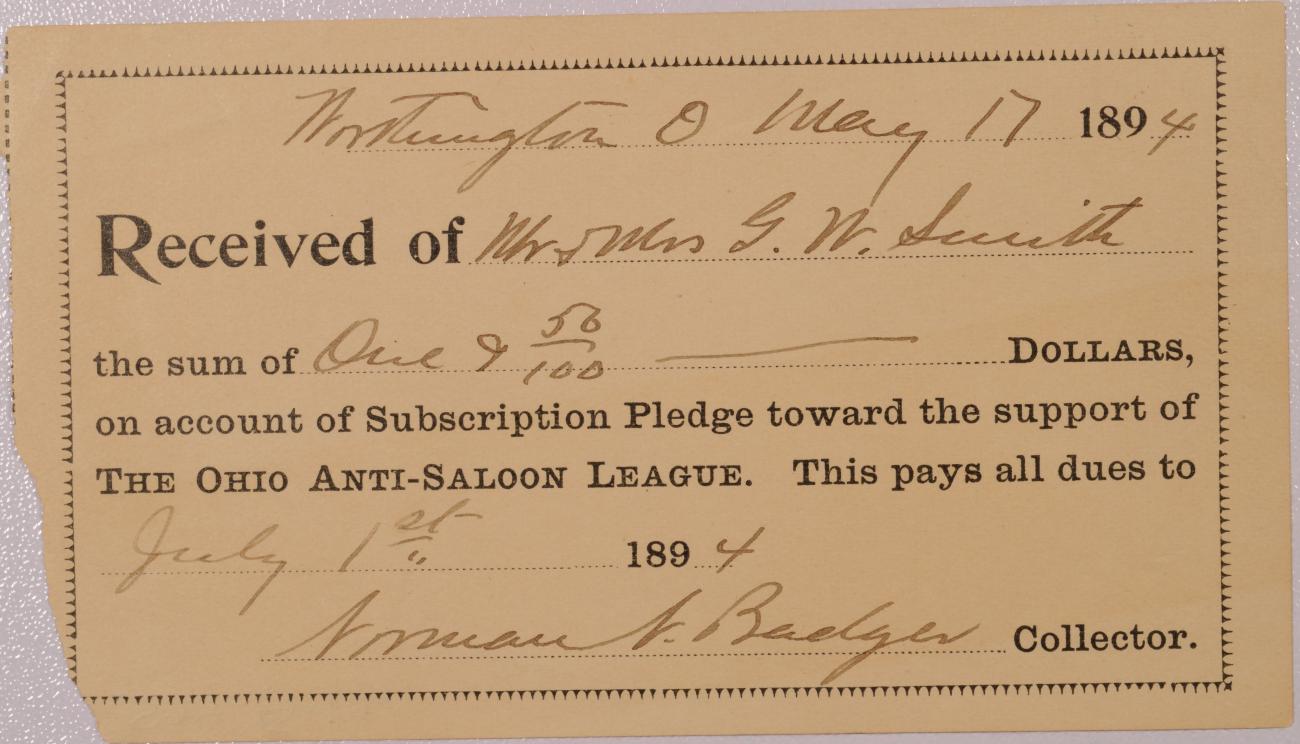 Worthington O May 17 1894
Received of Mr & Mrs G. W. Smith
the sum of One & 50/100 DOLLARS,
on account of Subscription Pledge toward the support of
THE OHIO ANTI-SALOON LEAGUE. This pays all dues to
July 1st 1894
Norman N. Badger Collector.